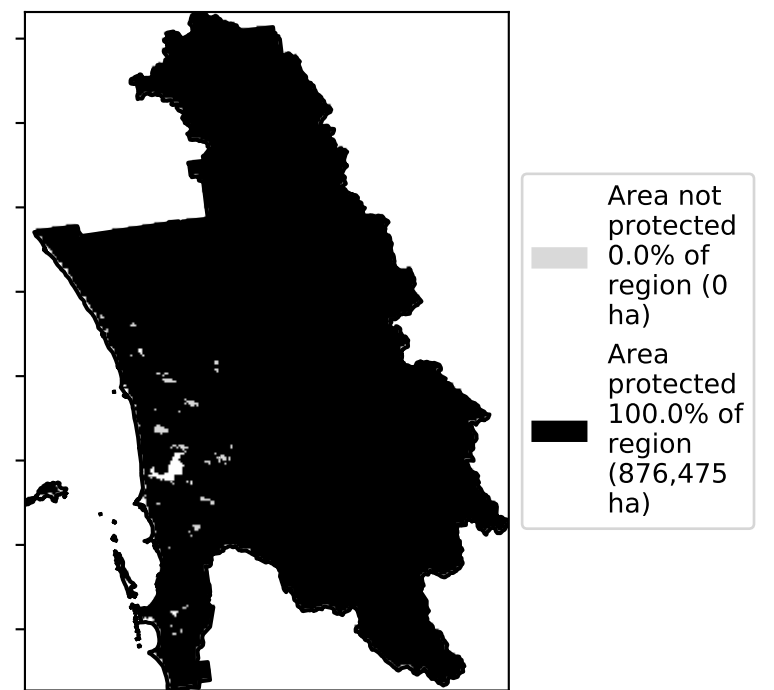 Area not
protected
0.0% of
region (0
ha)
Area
protected
100.0% of
region
(876,475
ha)